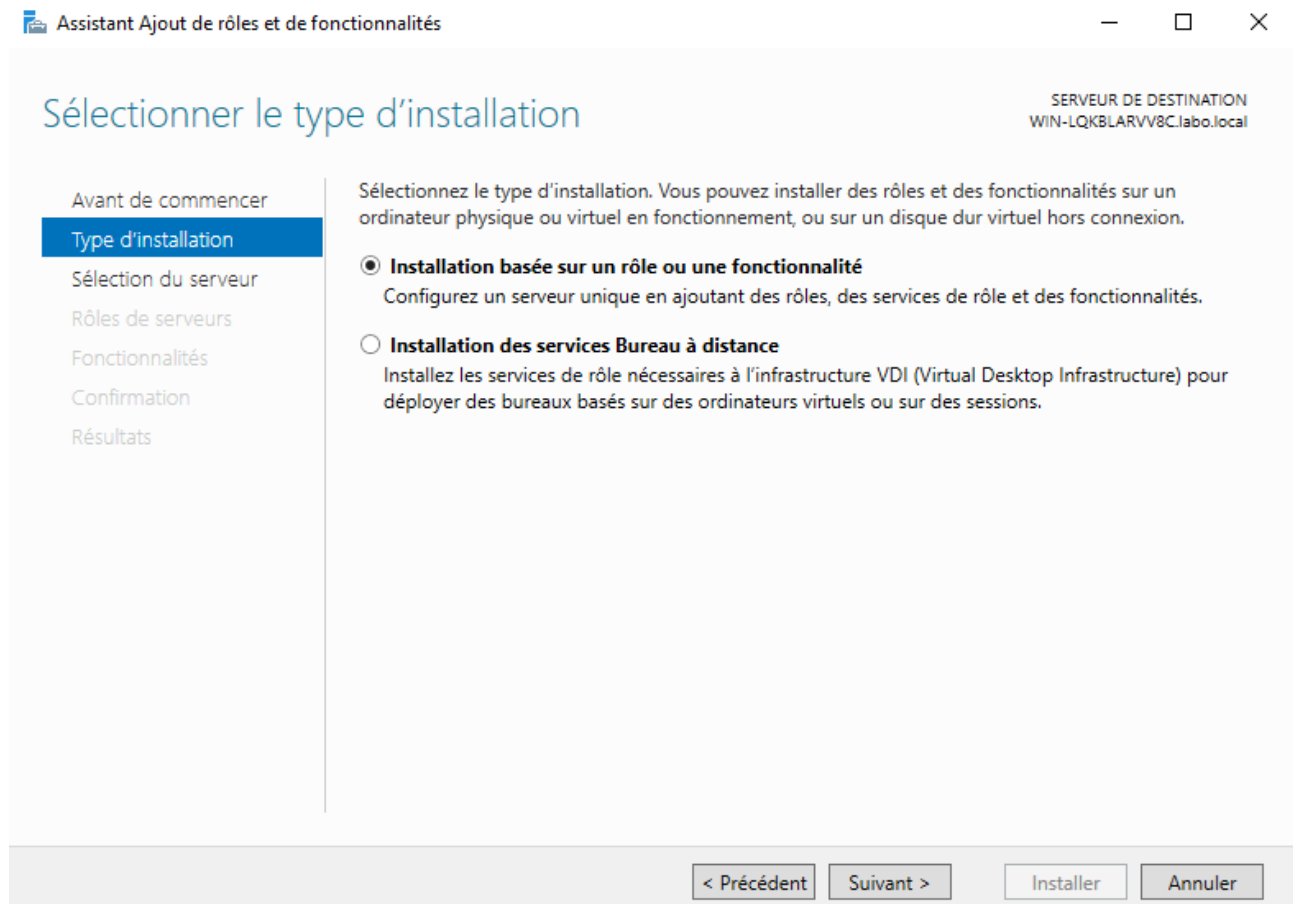 Assistant Ajout de rôles et de fonctionnalités
Sélectionner le type d’installation
SERVEUR DE DESTINATION
WIN-LQKBLARVV8C.labo.local
Avant de commencer
Type d’installation
Sélection du serveur
Rôles de serveurs
Fonctionnalités
Confirmation
Résultats
Sélectionnez le type d’installation. Vous pouvez installer des rôles et des fonctionnalités sur un
ordinateur physique ou virtuel en fonctionnement, ou sur un disque dur virtuel hors connexion.
Installation basée sur un rôle ou une fonctionnalité
Configurez un serveur unique en ajoutant des rôles, des services de rôle et des fonctionnalités.
Installation des services Bureau à distance
Installez les services de rôle nécessaires à l’infrastructure VDI (Virtual Desktop Infrastructure) pour
déployer des bureaux basés sur des ordinateurs virtuels ou sur des sessions.
< Précédent
Suivant >
Installer
Annuler